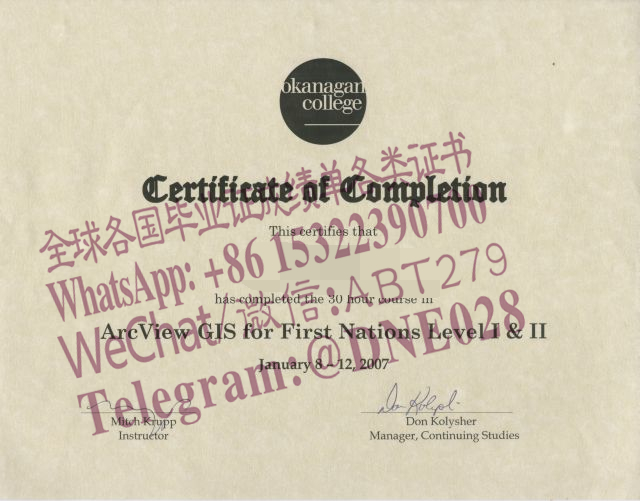 okanagan
college
Certificate of Completion
全球各国毕业证成绩单各类证书
This certifies that
WhatsApp: +86 15322390700
has completed the 30 hour course in
WeChat/微信:ABT279
ArcView GIS for First Nations Level I & II
January 8 – 12, 2007
Telegram:@DNE028
Mitch Krupp
Instructor
Don Kolysher
Manager, Continuing Studies